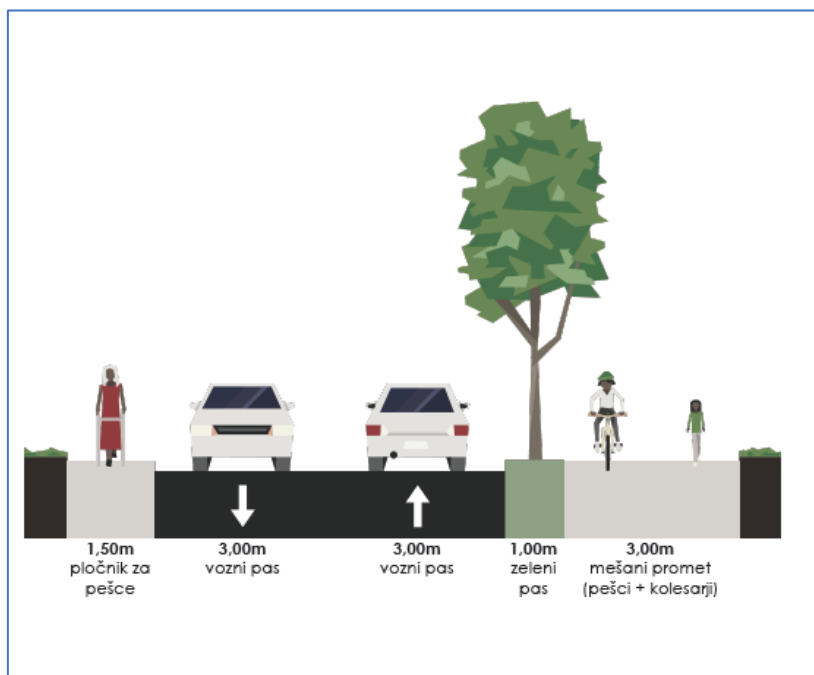 1,50m
pločnik za
pešce
3,00m
vozni pas
3,00m
vozni pas
1,00m
zeleni
pas
3,00m
mešani promet
(pešci + kolesarji)